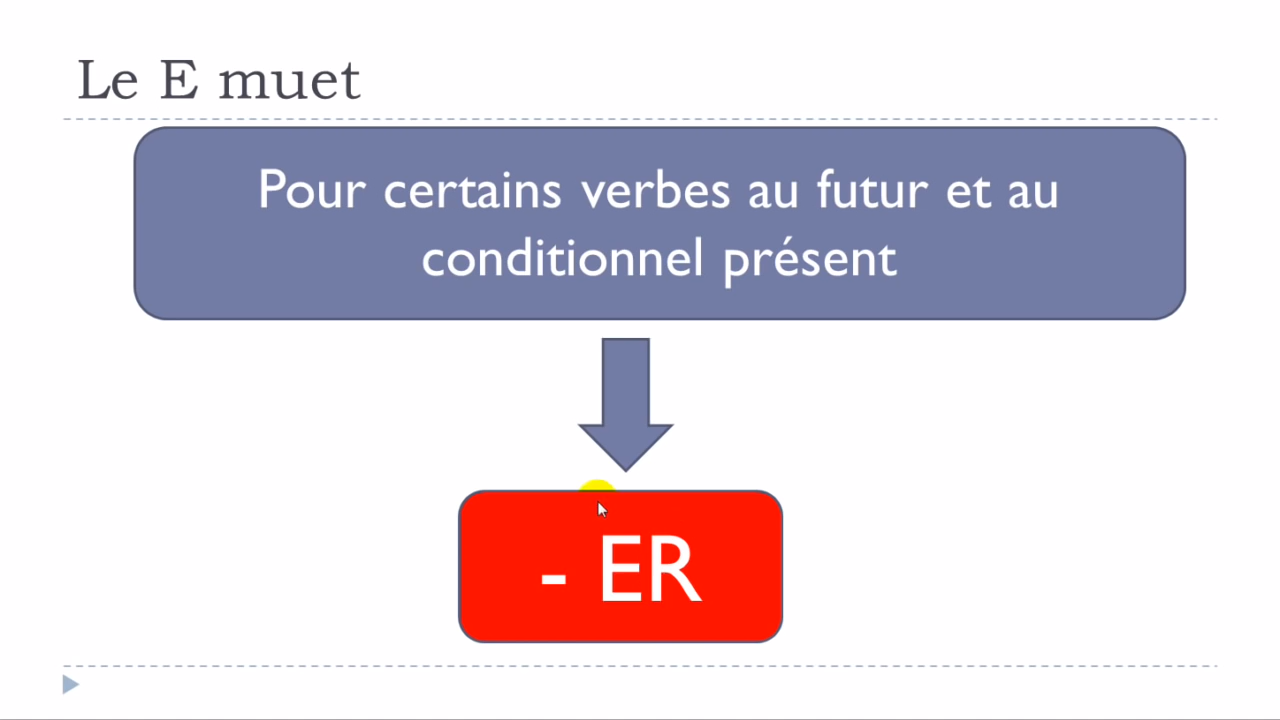 Le E muet
Pour certains verbes au futur et au
conditionnel présent
- ER